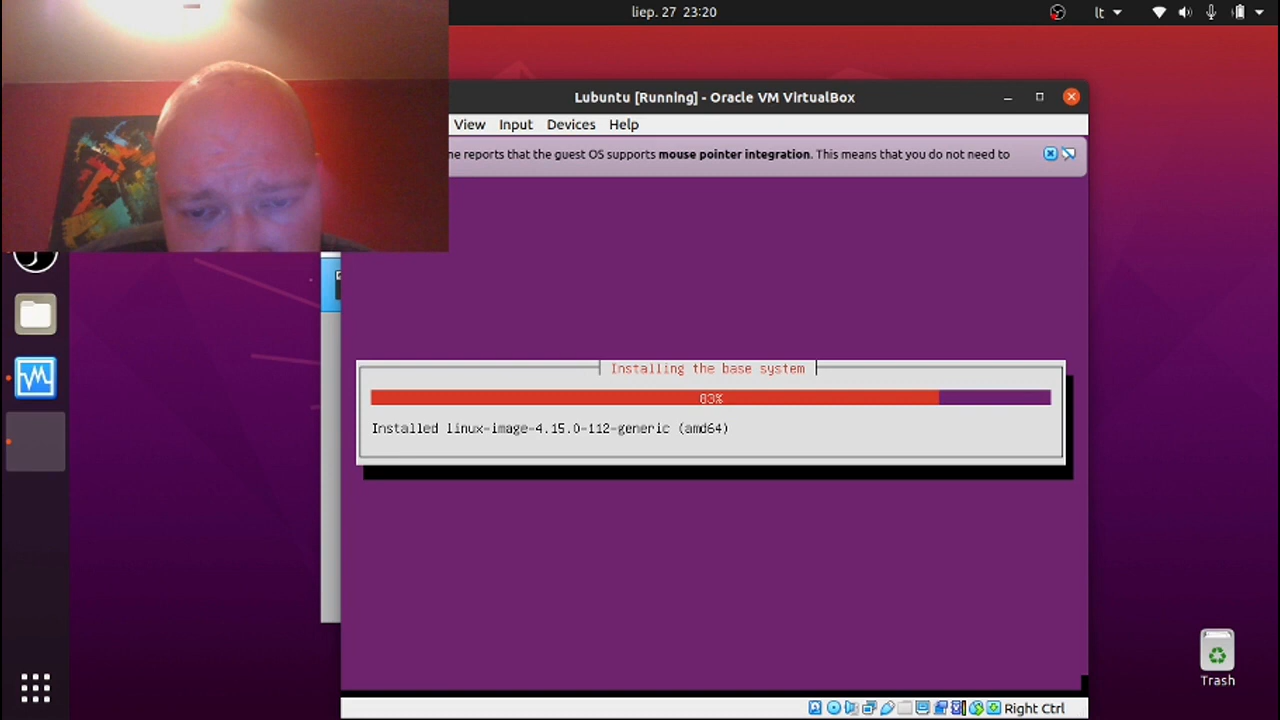 liep. 27 23:20
lt
Lubuntu [Running] - Oracle VM VirtualBox
View Input Devices Help
ne reports that the guest OS supports mouse pointer integration. This means that you do not need to
Installing the base system
83%
Installed linux-image-4.15.0-112-generic (amd64)
Trash
Right Ctrl